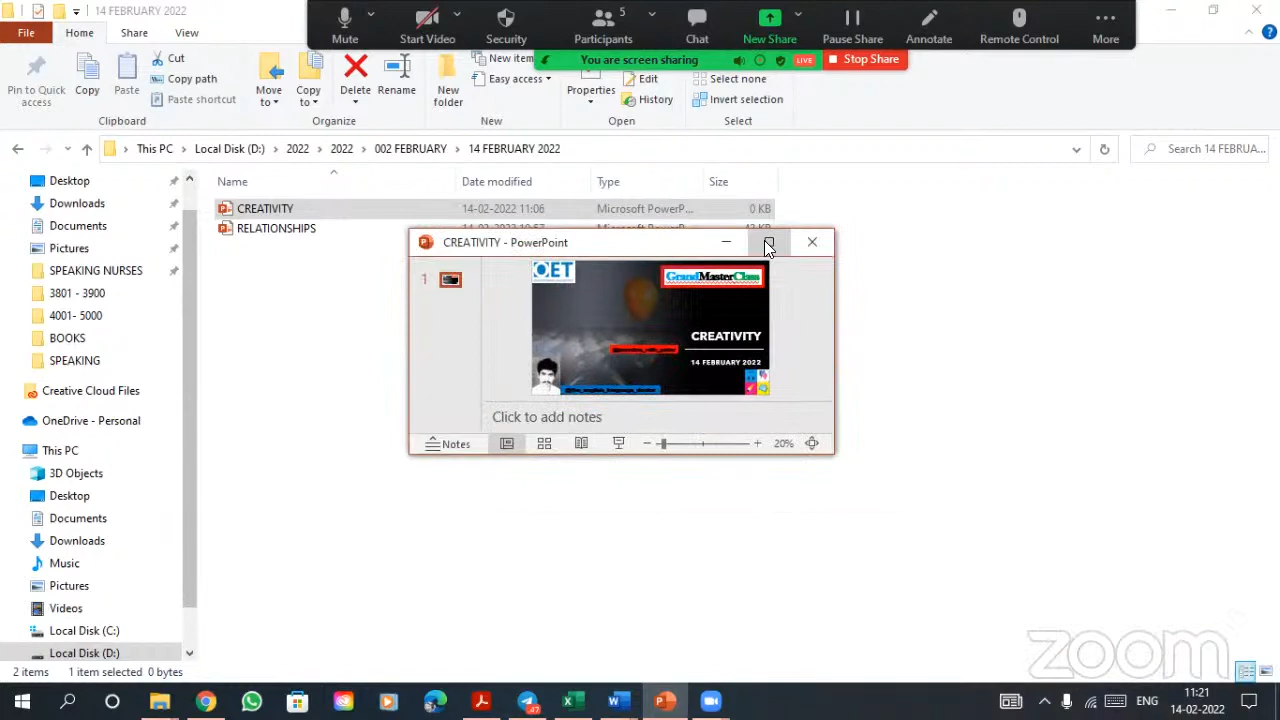 14 FEBRUARY 2022
Mute
Start Video
Security
5
Participants
Chat
New Share
Pause Share
Annotate
Remote Control
More
You are screen sharing
LIVE
Stop Share
File
Home
Share
View
Pin to Quick access
Copy
Paste
Cut
Copy path
Paste shortcut
Clipboard
Move to
Copy to
Delete
Rename
Organize
New folder
New item
Easy access
New
Properties
Edit
History
Open
Select none
Invert selection
Select
This PC
Local Disk (D:)
2022
2022
002 FEBRUARY
14 FEBRUARY 2022
Search 14 FEBRUA...
Name
Date modified
Type
Size
CREATIVITY
14-02-2022 11:06
Microsoft PowerP...
0 KB
RELATIONSHIPS
Desktop
Downloads
Documents
Pictures
SPEAKING NURSES
3801 - 3900
4001- 5000
BOOKS
SPEAKING
Creative Cloud Files
OneDrive - Personal
This PC
3D Objects
Desktop
Documents
Downloads
Music
Pictures
Videos
Local Disk (C:)
Local Disk (D:)
CREATIVITY - PowerPoint
1
OET
GrandMasterClass
CREATIVITY
14 FEBRUARY 2022
Click to add notes
Notes
20%
2 items
1 item selected 0 bytes
zoom
47
ENG
11:21
14-02-2022